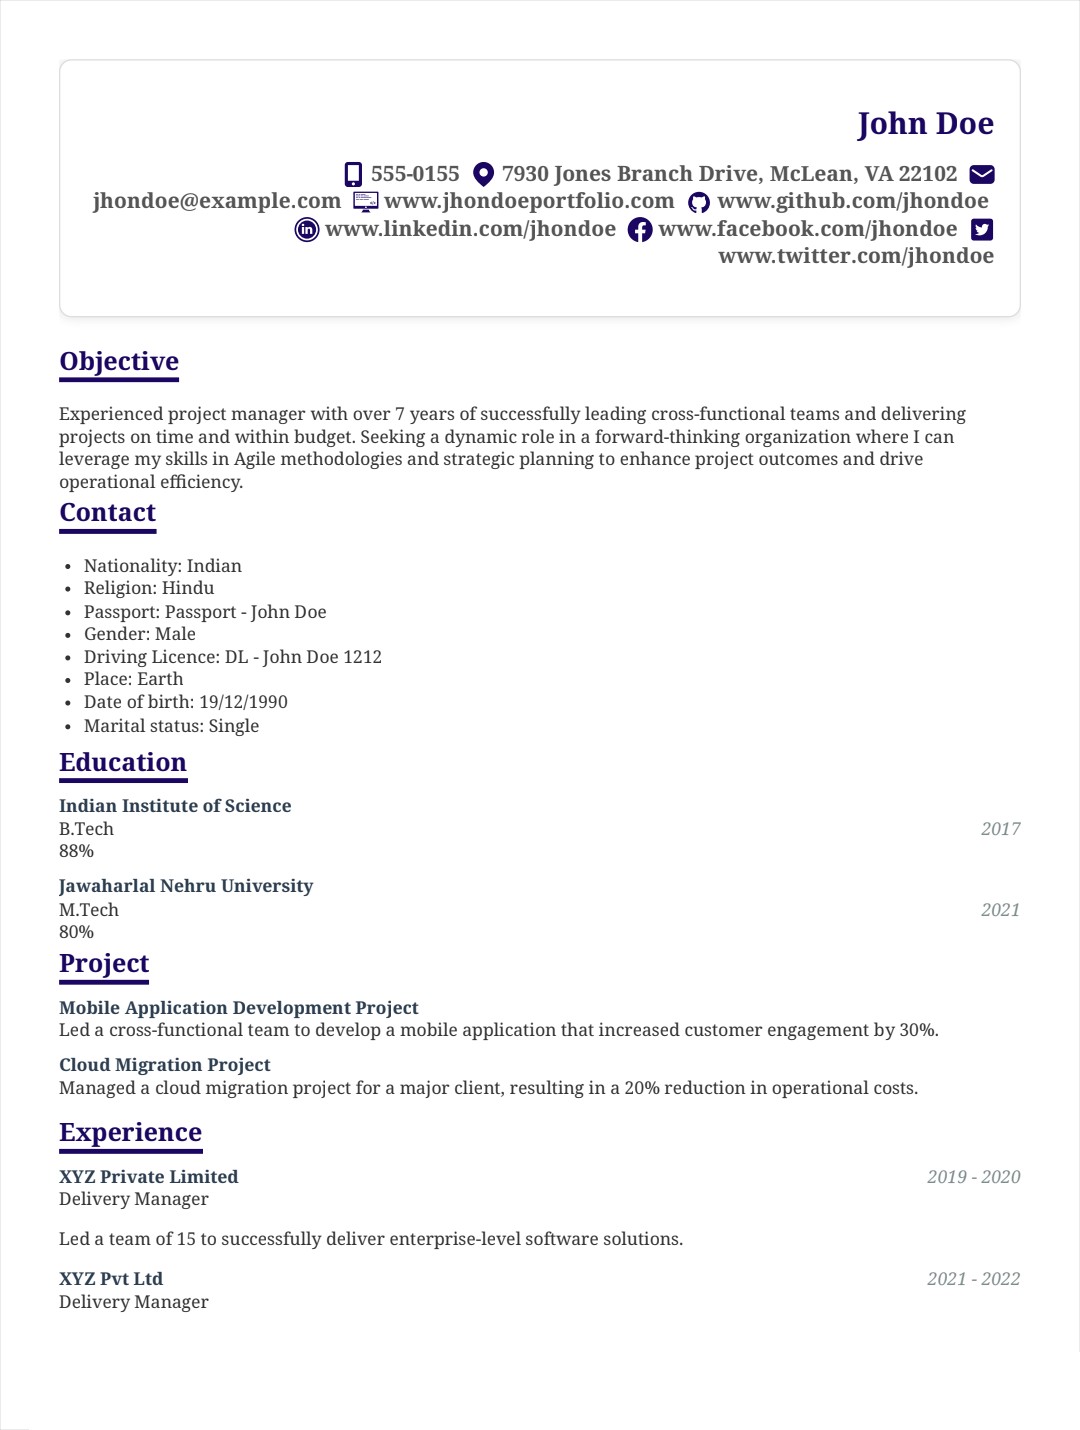 John Doe
555-0155 7930 Jones Branch Drive, McLean, VA 22102
jhondoe@example.com www.jhondoeportfolio.com www.github.com/jhondoe
www.linkedin.com/jhondoe www.facebook.com/jhondoe
www.twitter.com/jhondoe
Objective
Experienced project manager with over 7 years of successfully leading cross-functional teams and delivering
projects on time and within budget. Seeking a dynamic role in a forward-thinking organization where I can
leverage my skills in Agile methodologies and strategic planning to enhance project outcomes and drive
operational efficiency.
Contact
• Nationality: Indian
• Religion: Hindu
• Passport: Passport - John Doe
• Gender: Male
• Driving Licence: DL - John Doe 1212
• Place: Earth
• Date of birth: 19/12/1990
• Marital status: Single
Education
Indian Institute of Science
B.Tech 2017
88%
Jawaharlal Nehru University
M.Tech 2021
80%
Project
Mobile Application Development Project
Led a cross-functional team to develop a mobile application that increased customer engagement by 30%.
Cloud Migration Project
Managed a cloud migration project for a major client, resulting in a 20% reduction in operational costs.
Experience
XYZ Private Limited 2019 - 2020
Delivery Manager
Led a team of 15 to successfully deliver enterprise-level software solutions.
XYZ Pvt Ltd 2021 - 2022
Delivery Manager